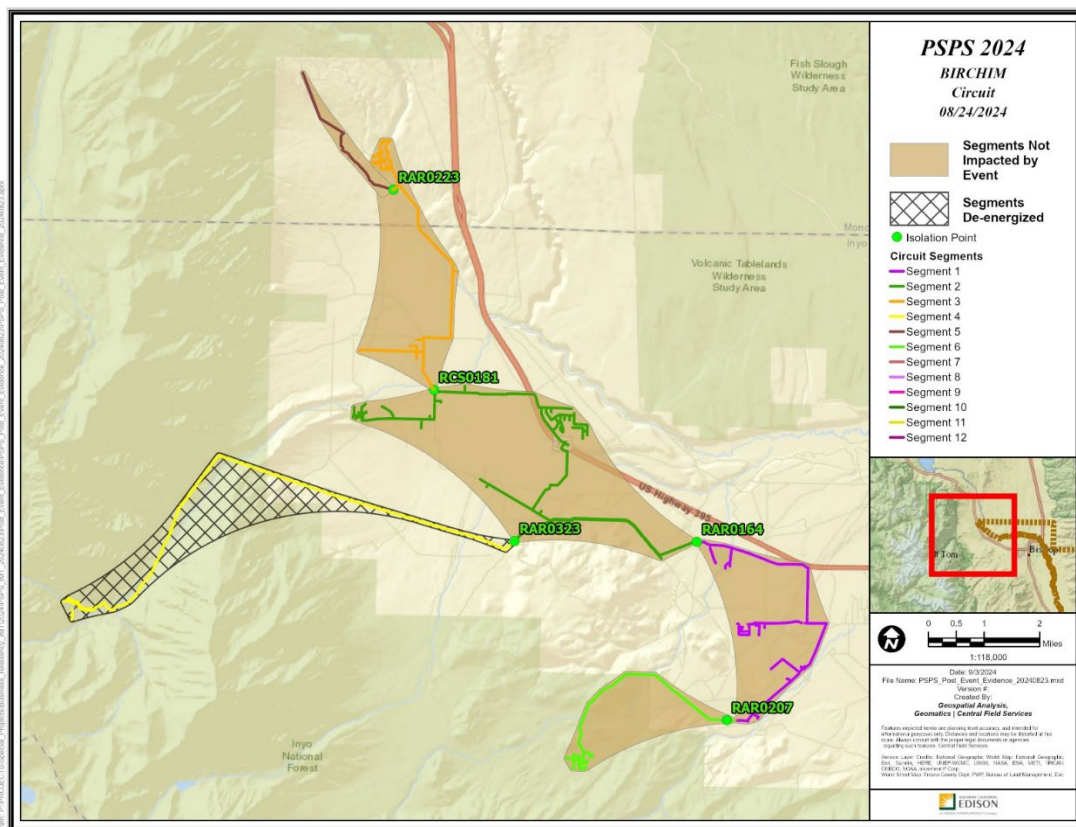 PSPS 2024
BIRCHIM
Circuit
08/24/2024
Segments Not
Impacted by
Event
Segments
De-energized
Isolation Point
Circuit Segments
Segment 1
Segment 2
Segment 3
Segment 4
Segment 5
Segment 6
Segment 7
Segment 8
Segment 9
Segment 10
Segment 11
Segment 12
Fish Slough
Wilderness
Study Area
RAR0223
Mono
Inyo
Volcanic Tablelands
Wilderness
Study Area
RCS0181
US Highway 395
RAR0323
RAR0164
RAR0207
Inyo
National
Forest
N
0 0.5 1 2
Miles
1:118,000
Date: 9/3/2024
File Name: PSPS_Post_Event_Evidence_20240823.mxd
Version #:
Created By:
Geospatial Analysis,
Geomatics | Central Field Services
EDISON